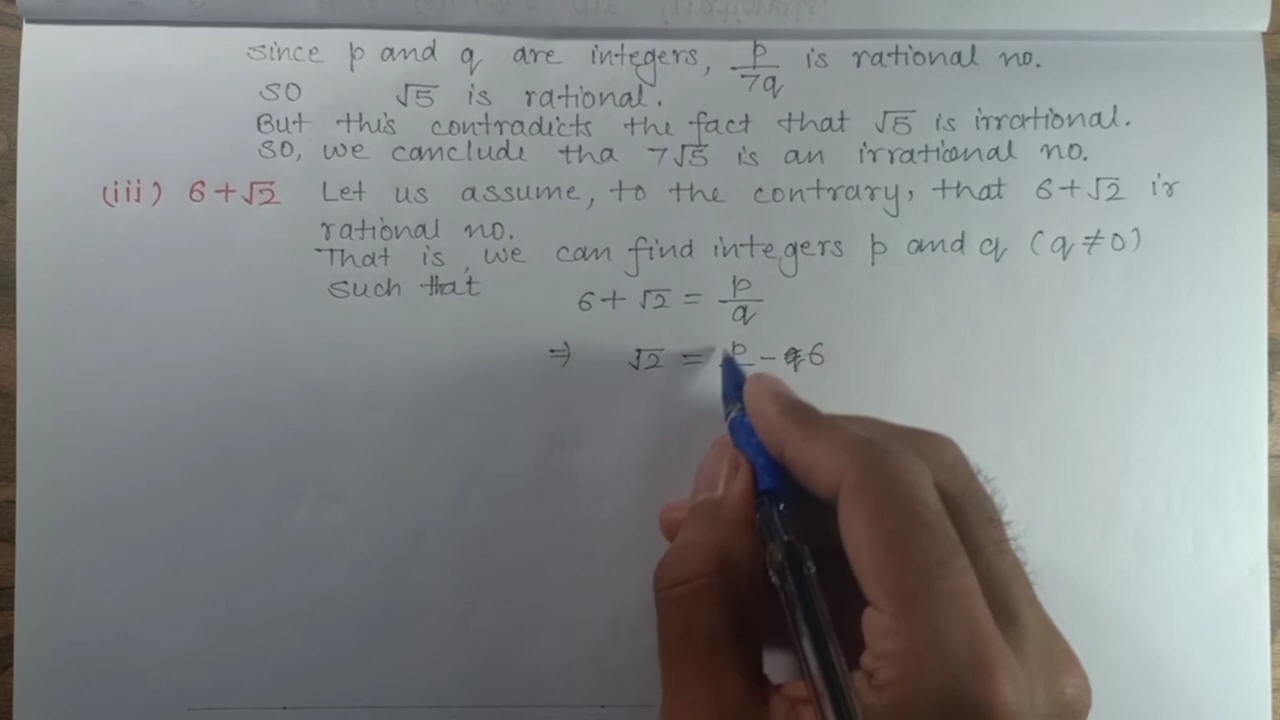 since p and q are integers, p/7q is rational no.
so √5 is rational.
But this contradicts the fact that √5 is irrational.
so, we conclude tha 7√5 is an irrational no.
(iii) 6+√2 Let us assume, to the contrary, that 6+√2 is
rational no.
That is, we can find integers p and q (q≠0)
such that
6+√2 = p/q
⇒ √2 = p - 6